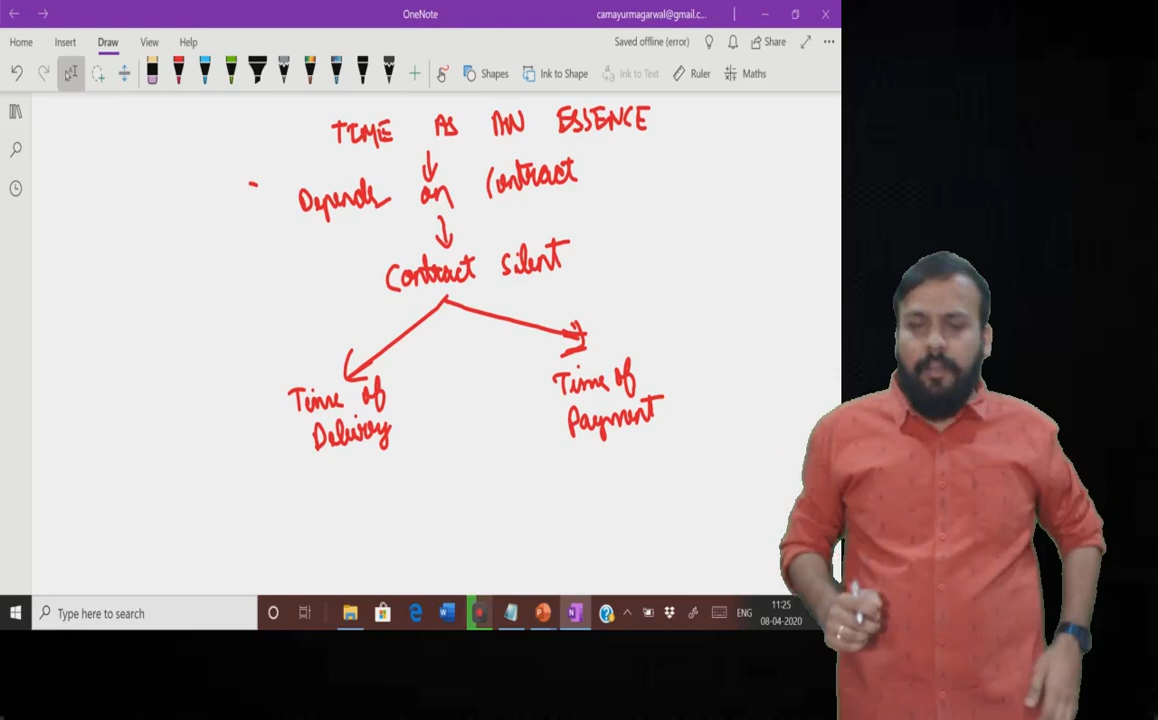 OneNote
camayurmagarwal@gmail.c...
Home Insert Draw View Help
Saved offline (error) Share
Shapes Ink to Shape Ink to Text Ruler Maths
TIME AS AN ESSENCE
Depends on Contract
Contract silent
Time of
Delivery
Time of
Payment
Type here to search
ENG
11:25
08-04-2020